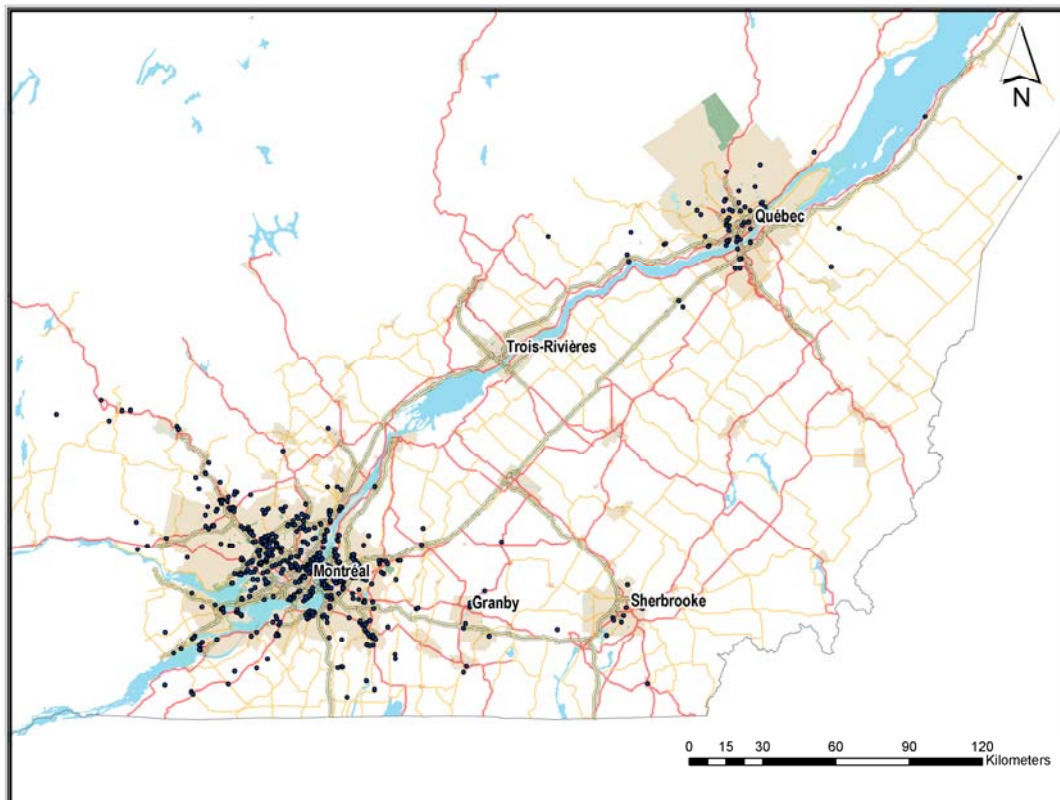 N
Québec
Trois-Rivières
Montréal
Granby
Sherbrooke
0 15 30 60 90 120
Kilometers